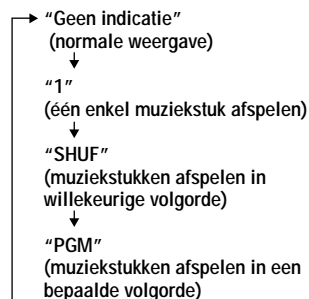 “Geen indicatie”
(normale weergave)
“1”
(één enkel muziekstuk afspelen)
“SHUF”
(muziekstukken afspelen in
willekeurige volgorde)
“PGM”
(muziekstukken afspelen in een
bepaalde volgorde)